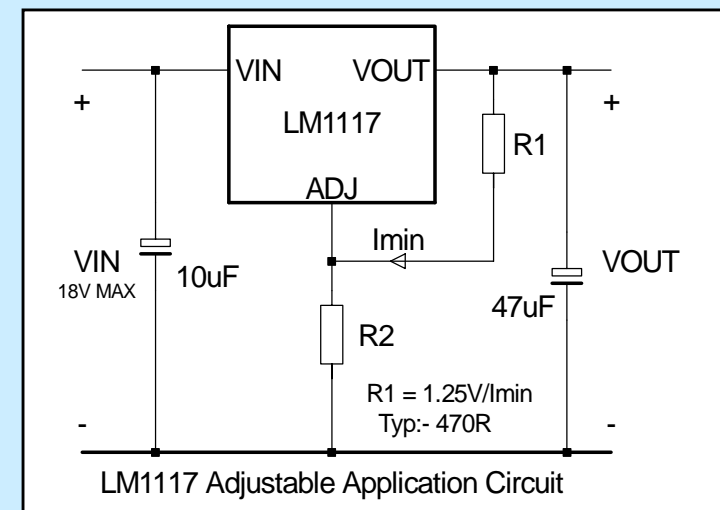 VIN VOUT
LM1117
ADJ
+
+
R1
Imin
VIN
18V MAX
10uF
VOUT
47uF
R2
R1 = 1.25V/Imin
Typ:- 470R
-
-
LM1117 Adjustable Application Circuit